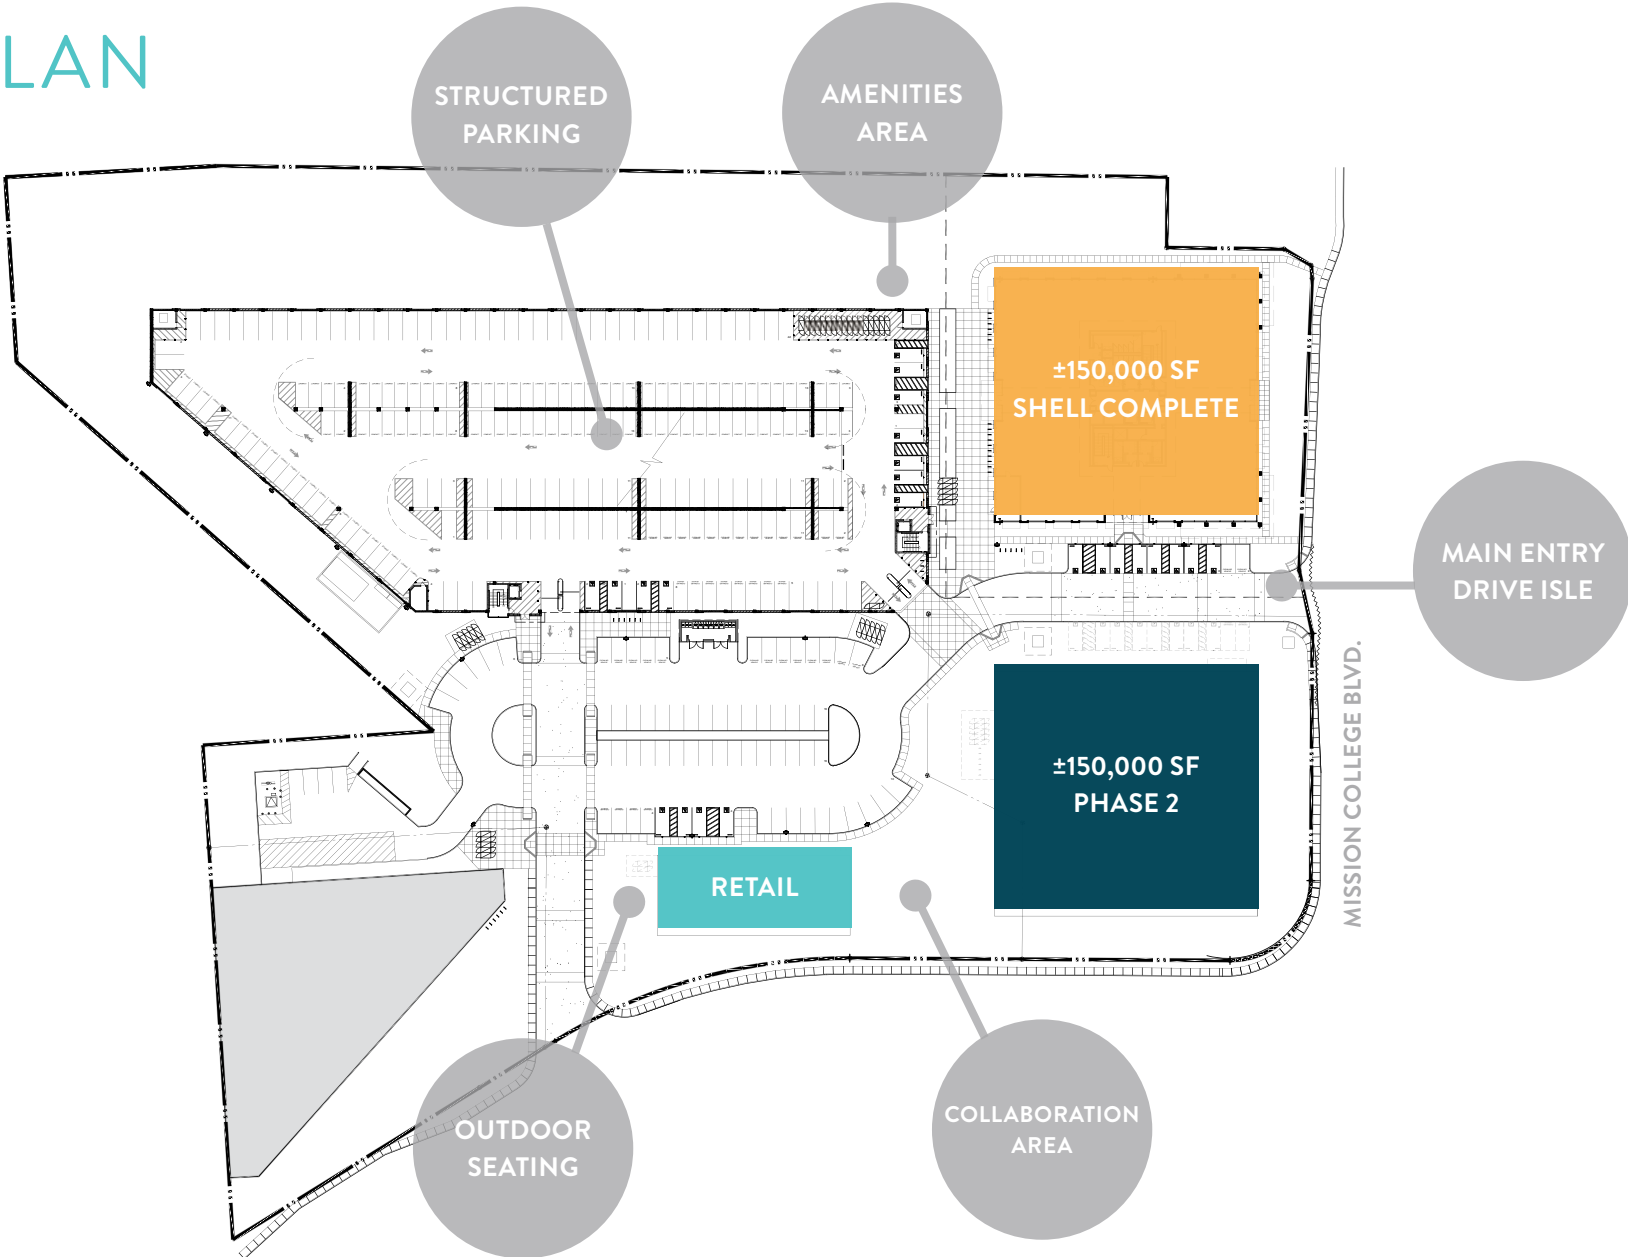 LAN
STRUCTURED
PARKING
AMENITIES
AREA
±150,000 SF
SHELL COMPLETE
MAIN ENTRY
DRIVE ISLE
±150,000 SF
PHASE 2
MISSION COLLEGE BLVD.
RETAIL
OUTDOOR
SEATING
COLLABORATION
AREA